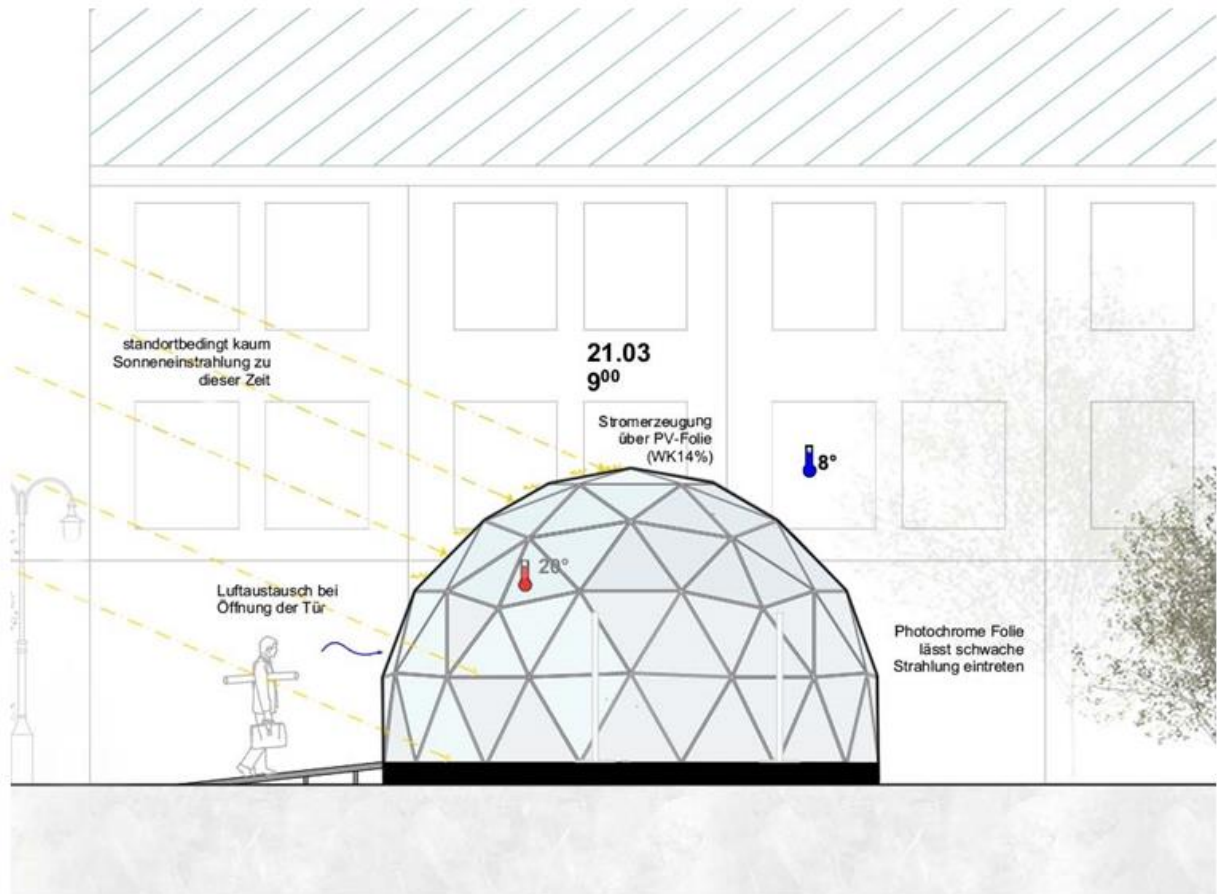 standortbedingt kaum
Sonneneinstrahlung zu
dieser Zeit
21.03
9⁰⁰
Stromerzeugung
über PV-Folie
(WK14%)
8°
20°
Luftaustausch bei
Öffnung der Tür
Photochrome Folie
lässt schwache
Strahlung eintreten